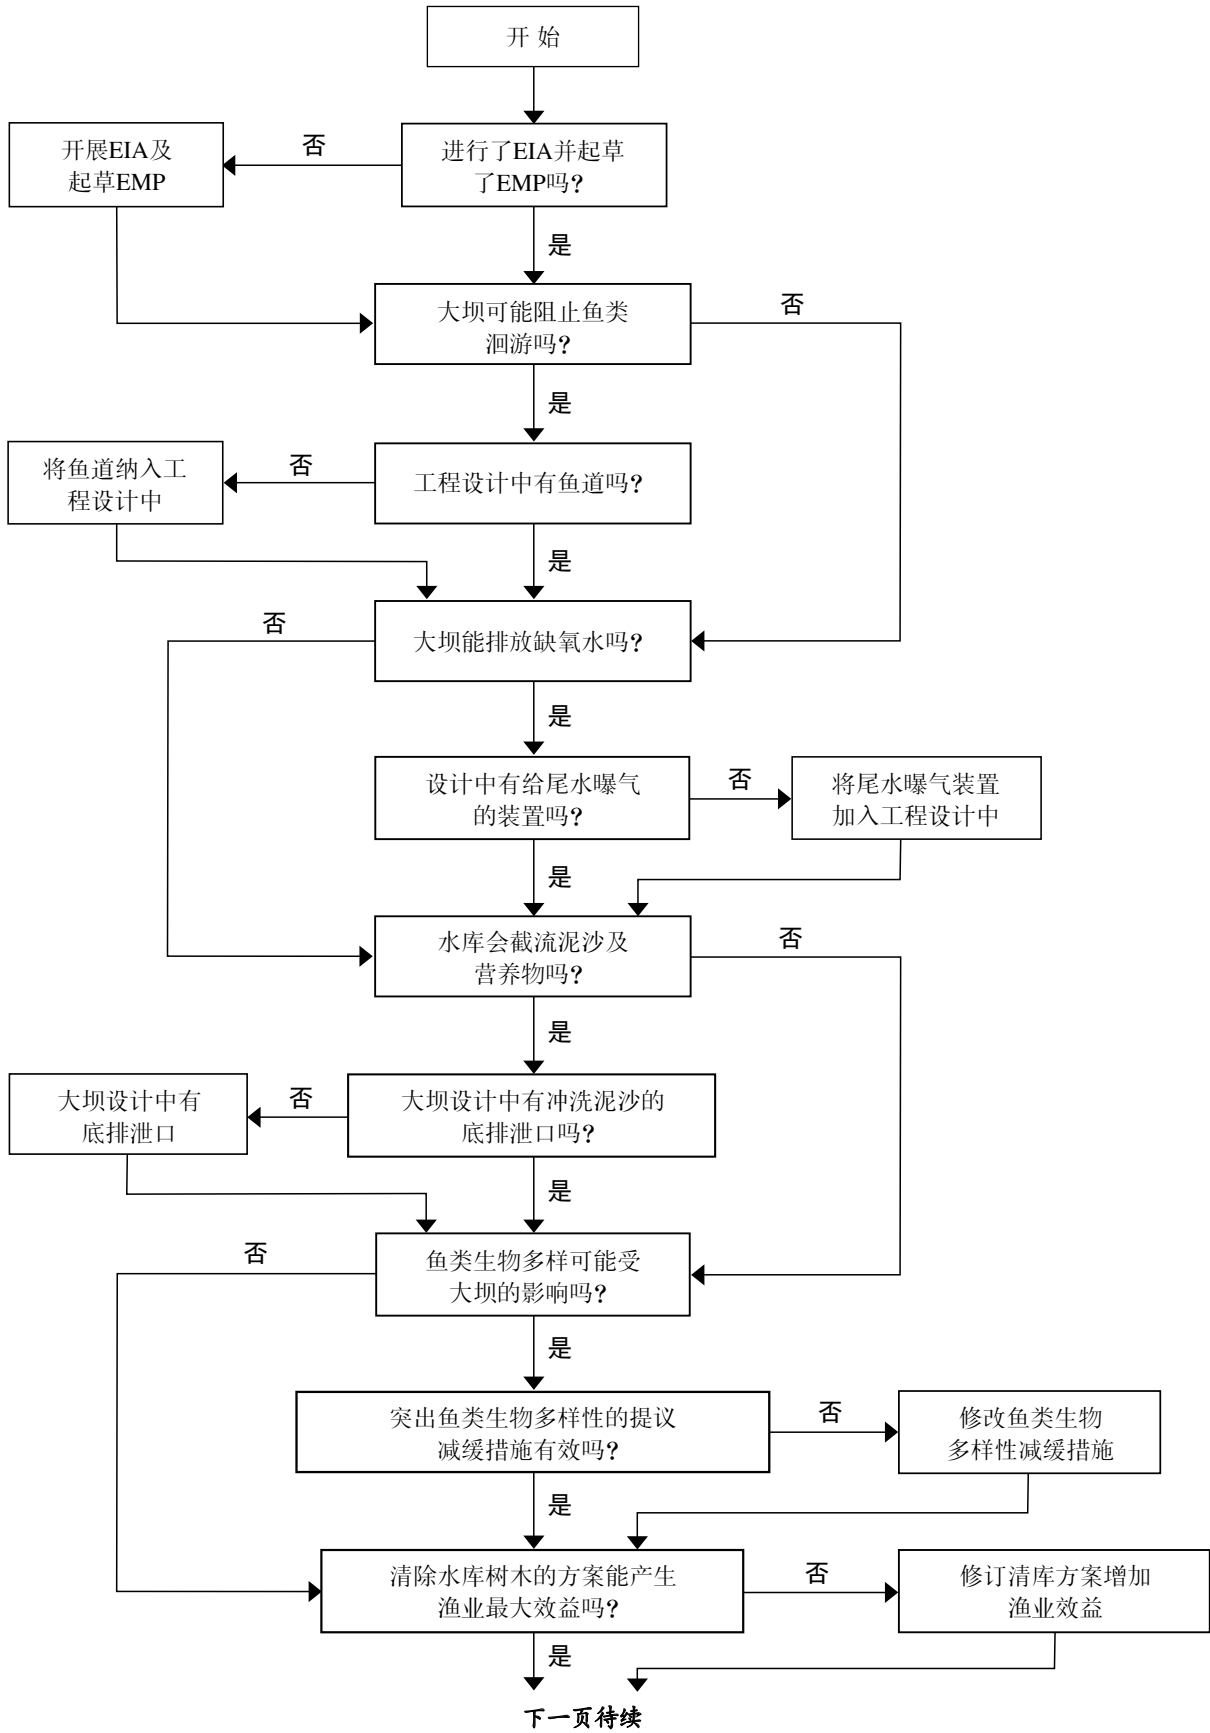 开 始
否
开展EIA及
起草EMP
进行了EIA并起草
了EMP吗?
是
大坝可能阻止鱼类
洄游吗?
否
是
将鱼道纳入工
程设计中
否
工程设计中有鱼道吗?
是
否
大坝能排放缺氧水吗?
是
设计中有给尾水曝气
的装置吗?
否
将尾水曝气装置
加入工程设计中
是
水库会截流泥沙及
营养物吗?
否
是
大坝设计中有
底排泄口
否
大坝设计中有冲洗泥沙的
底排泄口吗?
是
否
鱼类生物多样可能受
大坝的影响吗?
是
突出鱼类生物多样性的提议
减缓措施有效吗?
否
修改鱼类生物
多样性减缓措施
是
清除水库树木的方案能产生
渔业最大效益吗?
否
修订清库方案增加
渔业效益
是
下一页待续